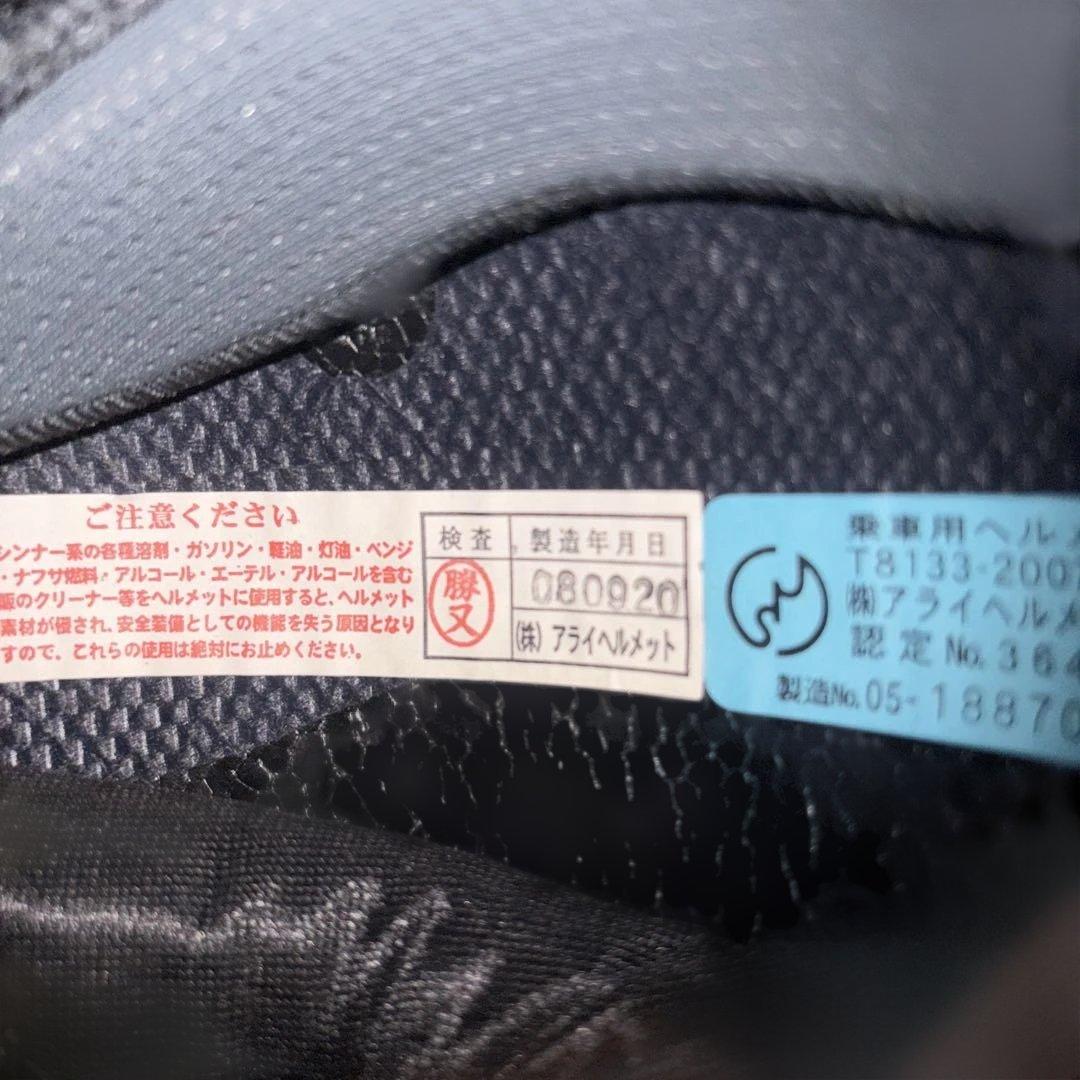 ご注意ください
シンナー系の各種溶剤・ガソリン・軽油・灯油・ベンジ
・ナフサ燃料・アルコール・エーテル・アルコールを含む
販のクリーナー等をヘルメットに使用すると、ヘルメット
素材が侵され、安全装備としての機能を失う原因となり
すので、これらの使用は絶対にお止めください。
検査
勝又
製造年月日
080920
(株) アライヘルメット
乗車用ヘルメ
T8133-2007
㈱アライヘルメ
認定 No. 364
製造No. 05-18870